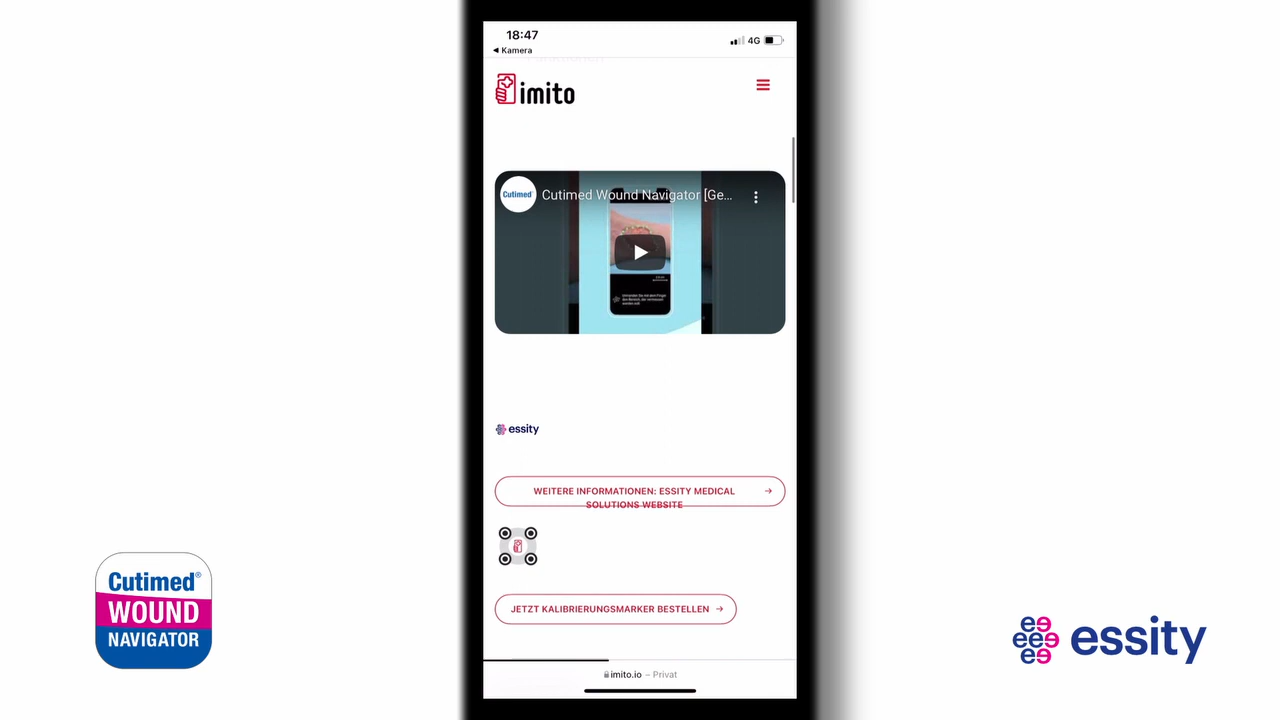 18:47
4G
◀ Kamera
imito
Cutimed
Cutimed Wound Navigator [Ge...
essity
WEITERE INFORMATIONEN: ESSITY MEDICAL
SOLUTIONS WEBSITE
JETZT KALIBRIERUNGSMARKER BESTELLEN
imito.io – Privat
Cutimed®
WOUND
NAVIGATOR
essity